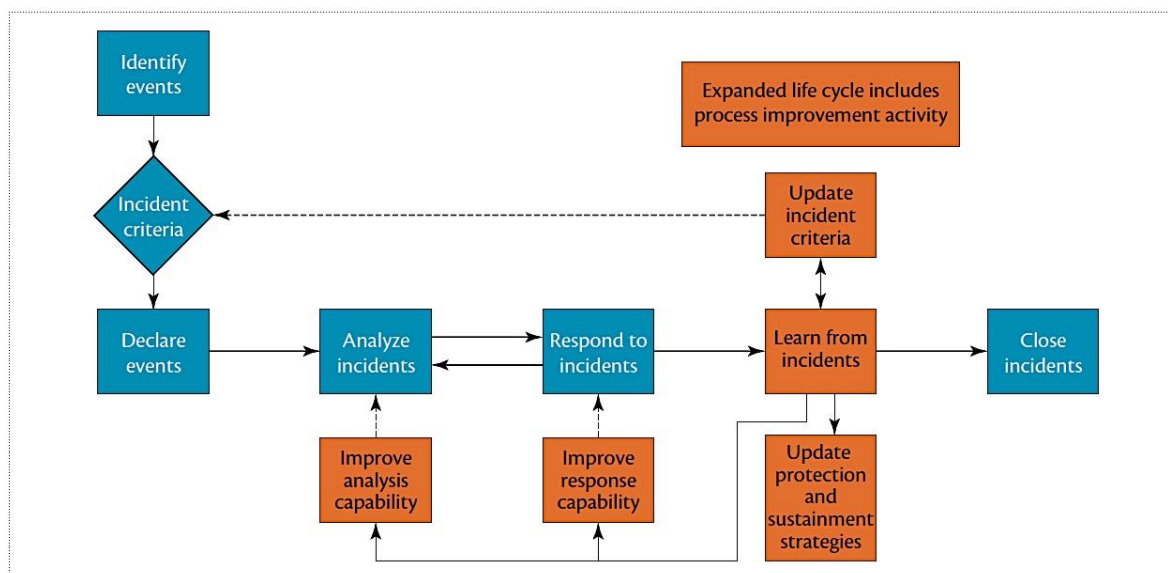 Identify
events
Expanded life cycle includes
process improvement activity
Incident
criteria
Update
incident
criteria
Declare
events
Analyze
incidents
Respond to
incidents
Learn from
incidents
Close
incidents
Improve
analysis
capability
Improve
response
capability
Update
protection
and
sustainment
strategies